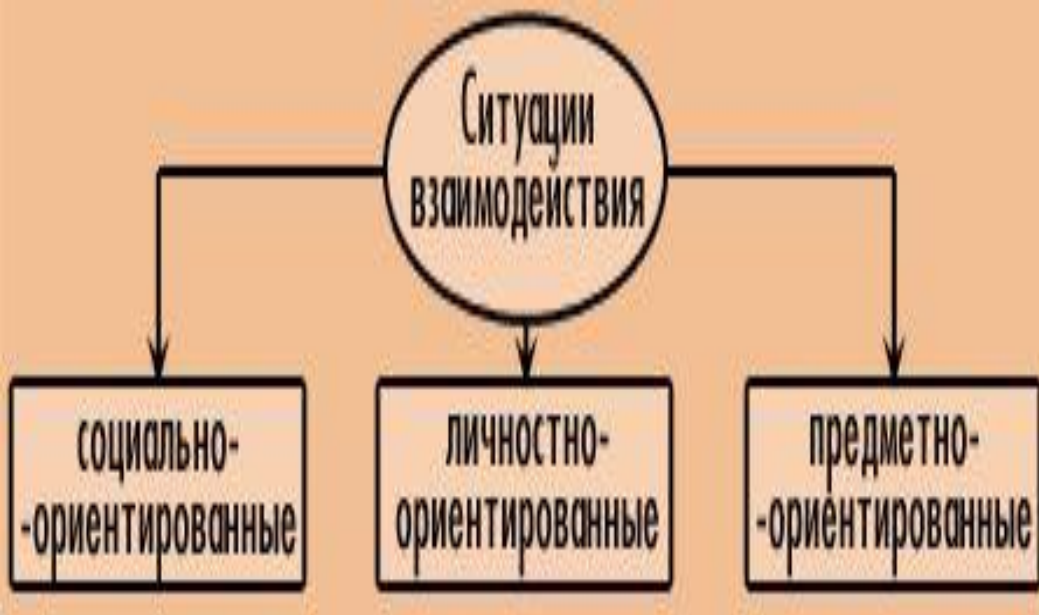 Ситуации
взаимодействия
социально-
-ориентированные
личностно-
ориентированные
предметно-
-ориентированные